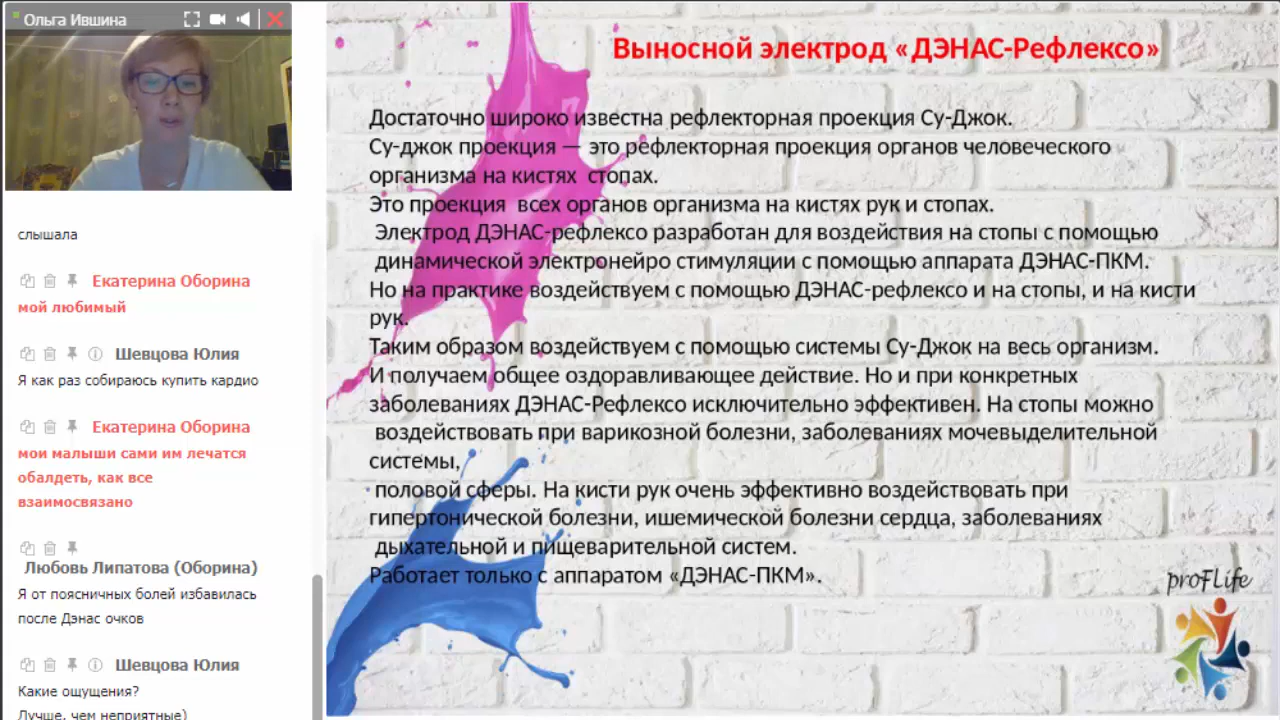 Ольга Ившина
слышала
Екатерина Оборина
мой любимый
Шевцова Юлия
Я как раз собираюсь купить кардио
Екатерина Оборина
мои малыши сами им лечатся
обалдеть, как все
взаимосвязано
Любовь Липатова (Оборина)
Я от поясничных болей избавилась
после Дэнас очков
Шевцова Юлия
Какие ощущения?
Лучше, чем неприятные)
Выносной электрод «ДЭНАС-Рефлексо»
Достаточно широко известна рефлекторная проекция Су-Джок.
Су-джок проекция — это рефлекторная проекция органов человеческого
организма на кистях  стопах.
Это проекция  всех органов организма на кистях рук и стопах.
Электрод ДЭНАС-рефлексо разработан для воздействия на стопы с помощью
динамической электронейро стимуляции с помощью аппарата ДЭНАС-ПКМ.
Но на практике воздействуем с помощью ДЭНАС-рефлексо и на стопы, и на кисти
рук.
Таким образом воздействуем с помощью системы Су-Джок на весь организм.
И получаем общее оздоравливающее действие. Но и при конкретных
заболеваниях ДЭНАС-Рефлексо исключительно эффективен. На стопы можно
воздействовать при варикозной болезни, заболеваниях мочевыделительной
системы,
половой сферы. На кисти рук очень эффективно воздействовать при
гипертонической болезни, ишемической болезни сердца, заболеваниях
дыхательной и пищеварительной систем.
Работает только с аппаратом «ДЭНАС-ПКМ».
proFLife